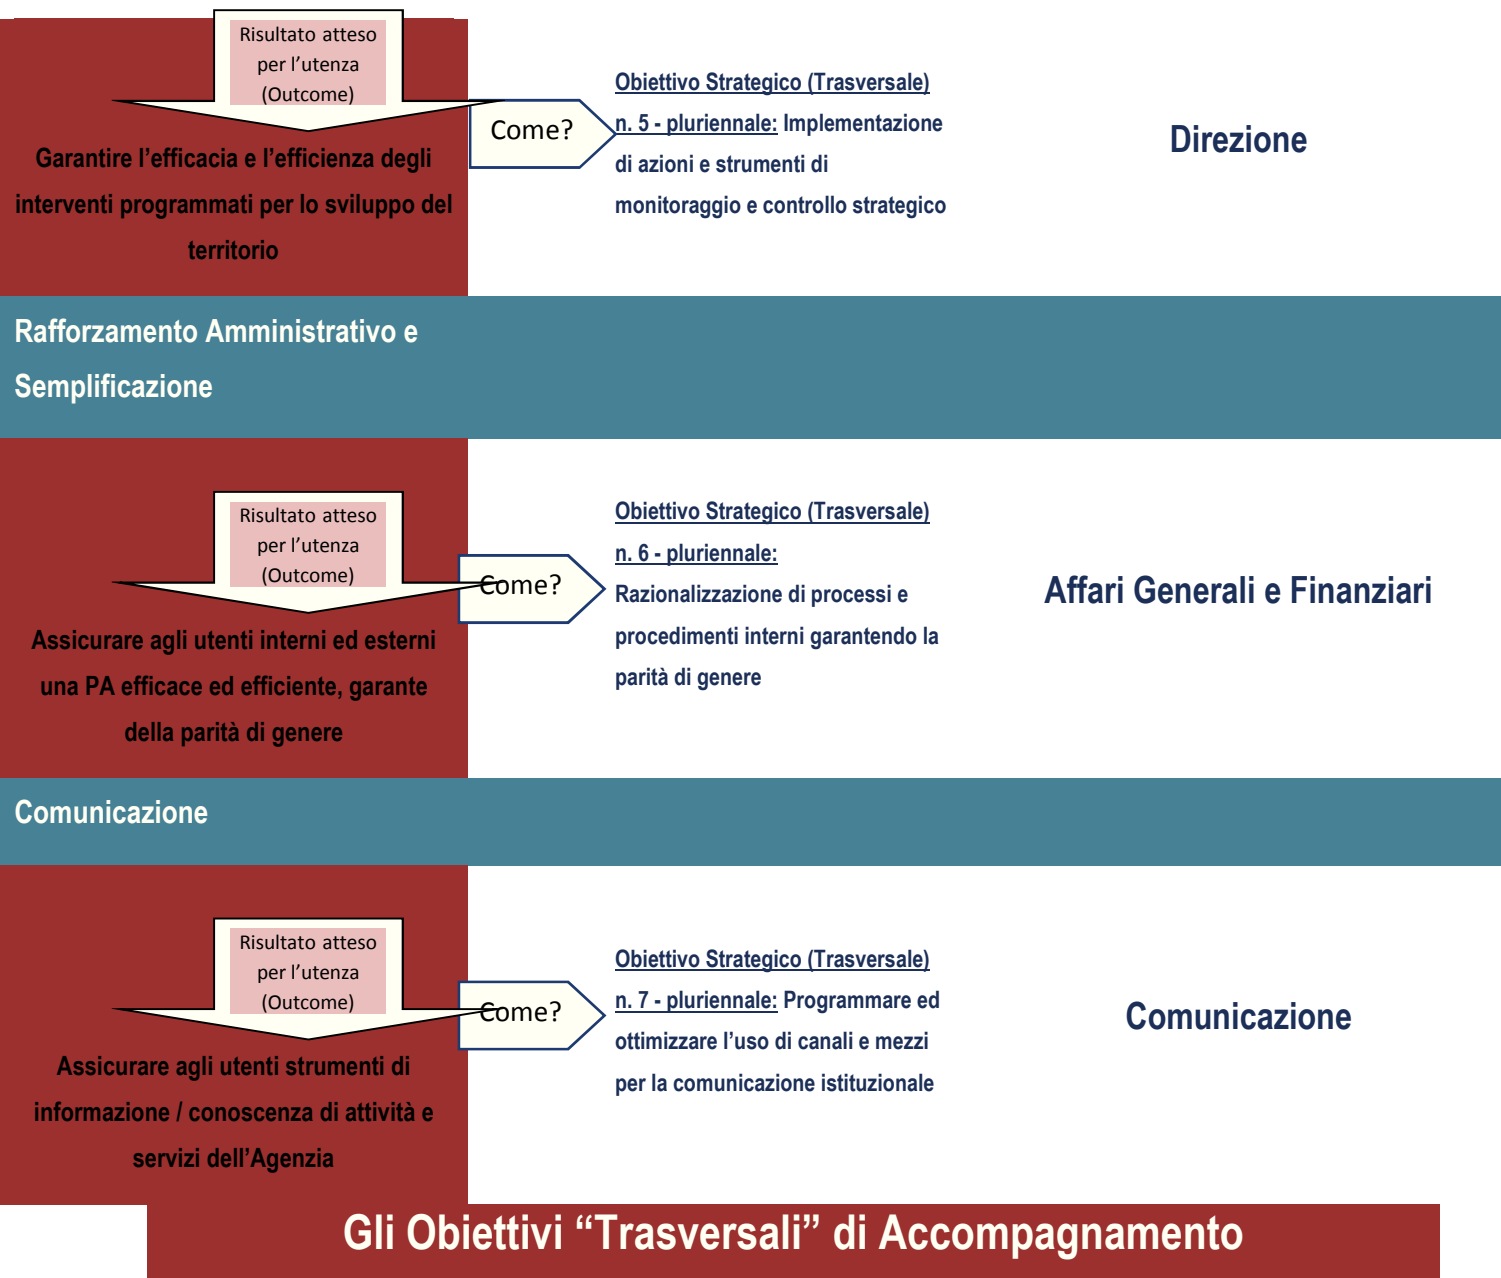 Risultato atteso
per l’utenza
(Outcome)
Garantire l’efficacia e l’efficienza degli
interventi programmati per lo sviluppo del
territorio
Come?
Obiettivo Strategico (Trasversale)
n. 5 - pluriennale: Implementazione
di azioni e strumenti di
monitoraggio e controllo strategico
Direzione
Rafforzamento Amministrativo e
Semplificazione
Risultato atteso
per l’utenza
(Outcome)
Assicurare agli utenti interni ed esterni
una PA efficace ed efficiente, garante
della parità di genere
Come?
Obiettivo Strategico (Trasversale)
n. 6 - pluriennale:
Razionalizzazione di processi e
procedimenti interni garantendo la
parità di genere
Affari Generali e Finanziari
Comunicazione
Risultato atteso
per l’utenza
(Outcome)
Assicurare agli utenti strumenti di
informazione / conoscenza di attività e
servizi dell’Agenzia
Come?
Obiettivo Strategico (Trasversale)
n. 7 - pluriennale: Programmare ed
ottimizzare l’uso di canali e mezzi
per la comunicazione istituzionale
Comunicazione
Gli Obiettivi “Trasversali” di Accompagnamento